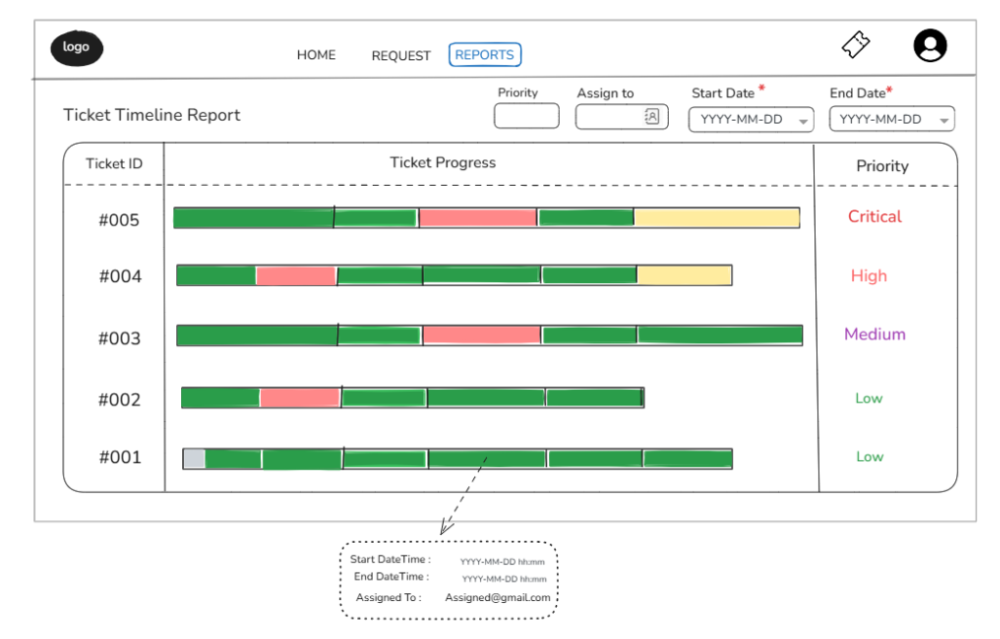 logo
HOME
REQUEST
REPORTS
Ticket Timeline Report
Priority
Assign to
Start Date *
YYYY-MM-DD
End Date*
YYYY-MM-DD
Ticket ID
Ticket Progress
Priority
#005
Critical
#004
High
#003
Medium
#002
Low
#001
Low
Start DateTime : YYYY-MM-DD hh:mm
End DateTime : YYYY-MM-DD hh:mm
Assigned To : Assigned@gmail.com